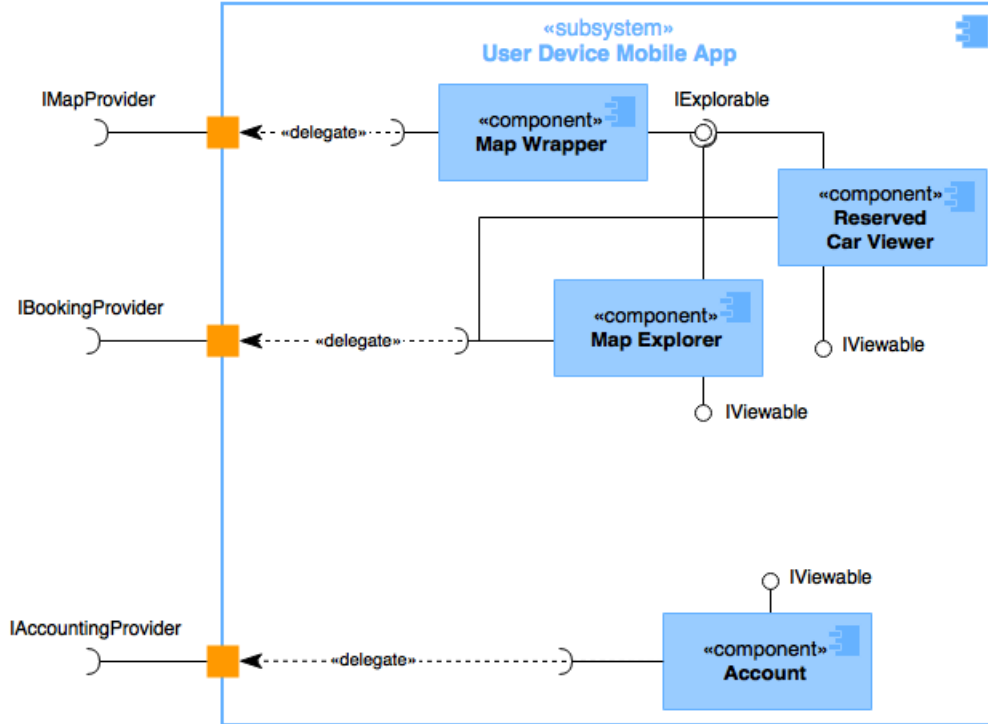 «subsystem»
User Device Mobile App
IMapProvider
«delegate»
«component»
Map Wrapper
IExplorable
«component»
Reserved
Car Viewer
IBookingProvider
«delegate»
«component»
Map Explorer
IViewable
IViewable
IViewable
IAccountingProvider
«delegate»
«component»
Account